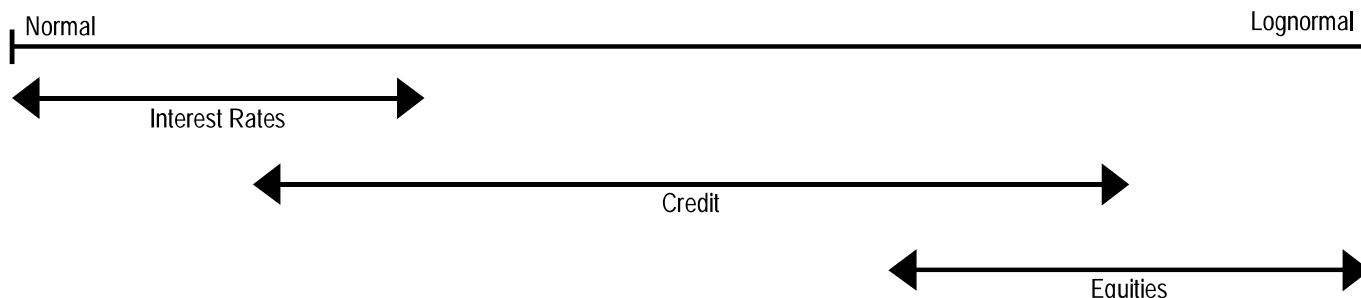 Normal
Lognormal
Interest Rates
Credit
Equities